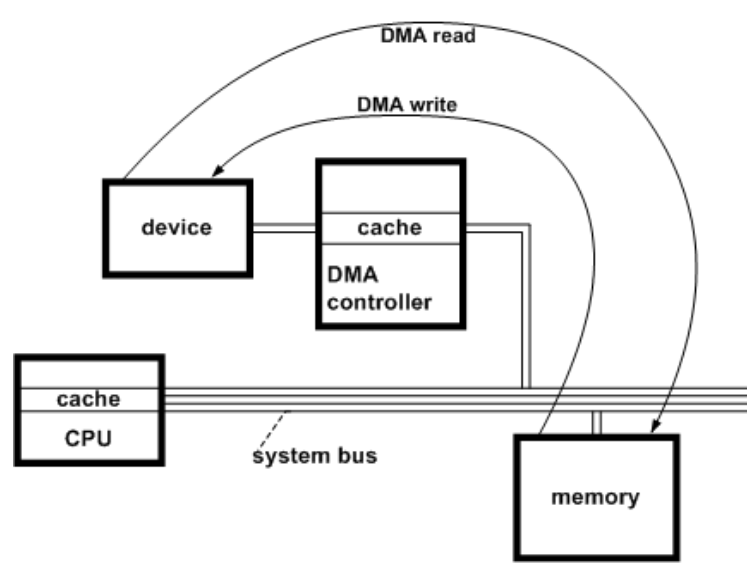 DMA read
DMA write
device
cache
DMA
controller
cache
CPU
system bus
memory